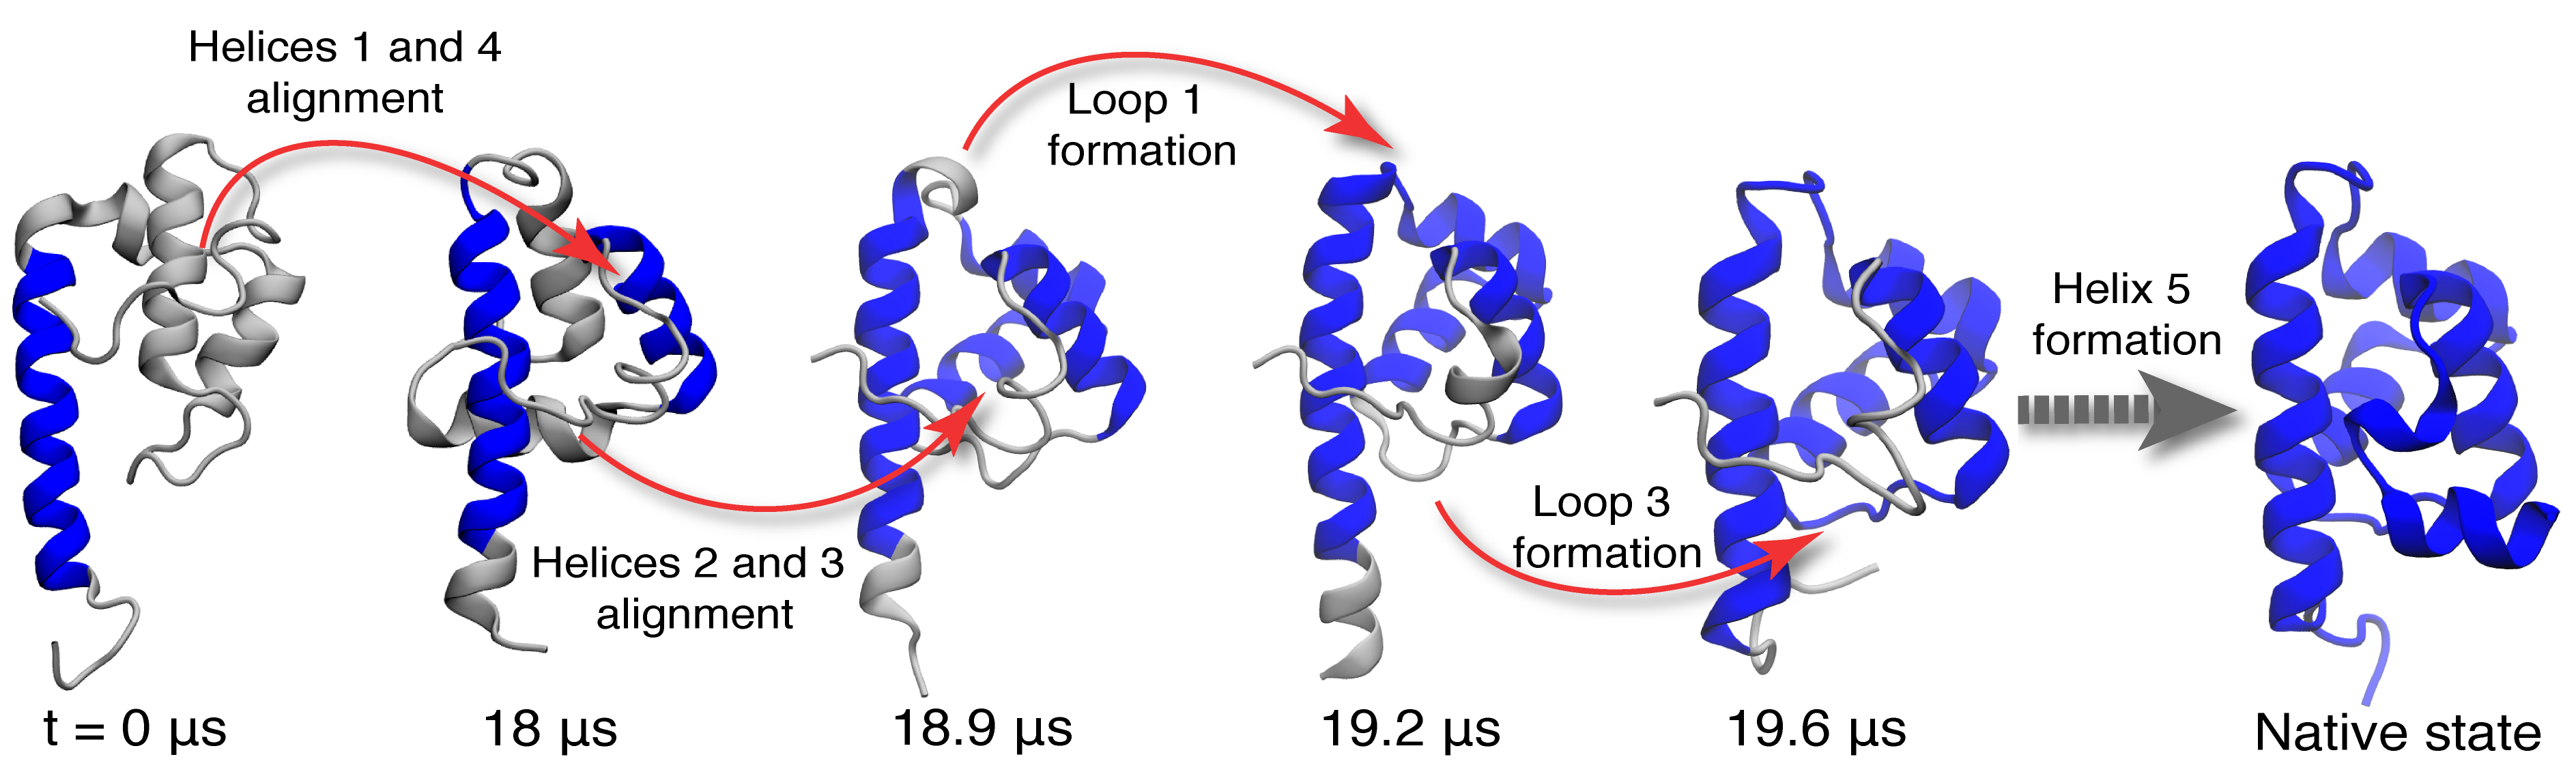 Helices 1 and 4
alignment
Loop 1
formation
Helix 5
formation
Loop 3
formation
Helices 2 and 3
alignment
t = 0 μs
18 μs
18.9 μs
19.2 μs
19.6 μs
Native state